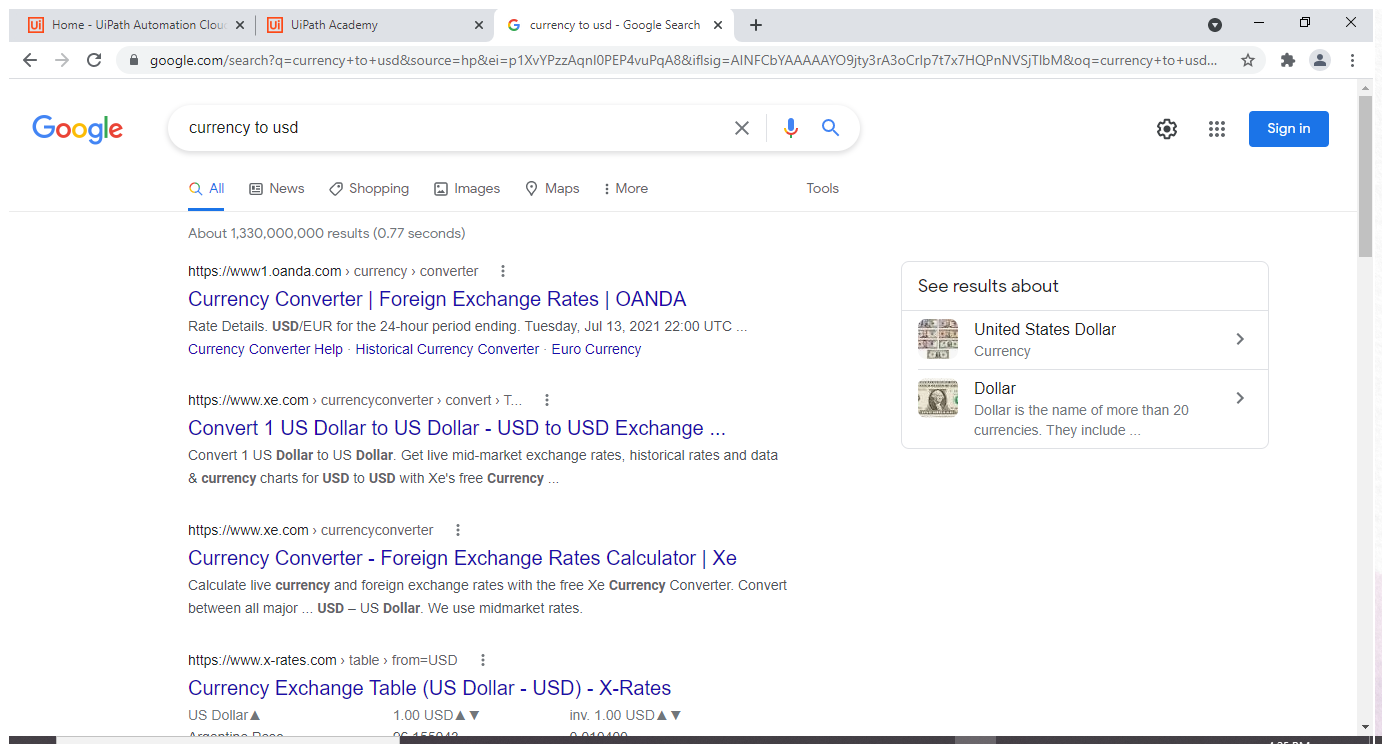 Home - UiPath Automation Clou
UiPath Academy
currency to usd - Google Search
google.com/search?q=currency+to+usd&source=hp&ei=p1XvYPzzAqnI0PEP4vuPqA8&iflsig=AINFCbYAAAAAYO9jty3rA3oCrIp7t7x7HQPnNVSjTIbM&oq=currency+to+usd...
Google
currency to usd
Sign in
All News Shopping Images Maps More Tools
About 1,330,000,000 results (0.77 seconds)
https://www1.oanda.com › currency › converter
Currency Converter | Foreign Exchange Rates | OANDA
Rate Details. USD/EUR for the 24-hour period ending. Tuesday, Jul 13, 2021 22:00 UTC ...
Currency Converter Help · Historical Currency Converter · Euro Currency
https://www.xe.com › currencyconverter › convert › T...
Convert 1 US Dollar to US Dollar - USD to USD Exchange ...
Convert 1 US Dollar to US Dollar. Get live mid-market exchange rates, historical rates and data
& currency charts for USD to USD with Xe's free Currency ...
https://www.xe.com › currencyconverter
Currency Converter - Foreign Exchange Rates Calculator | Xe
Calculate live currency and foreign exchange rates with the free Xe Currency Converter. Convert
between all major ... USD – US Dollar. We use midmarket rates.
https://www.x-rates.com › table › from=USD
Currency Exchange Table (US Dollar - USD) - X-Rates
US Dollar▲ 1.00 USD▲▼ inv. 1.00 USD▲▼
See results about
United States Dollar
Currency
Dollar
Dollar is the name of more than 20
currencies. They include ...